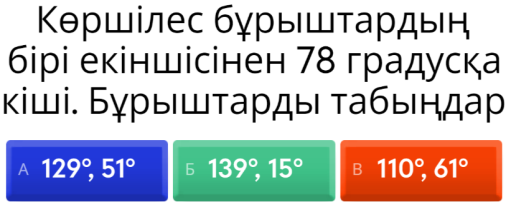 Көршілес бұрыштардың
бірі екіншісінен 78 градусқа
кіші. Бұрыштарды табыңдар
А 129°, 51° Б 139°, 15° В 110°, 61°